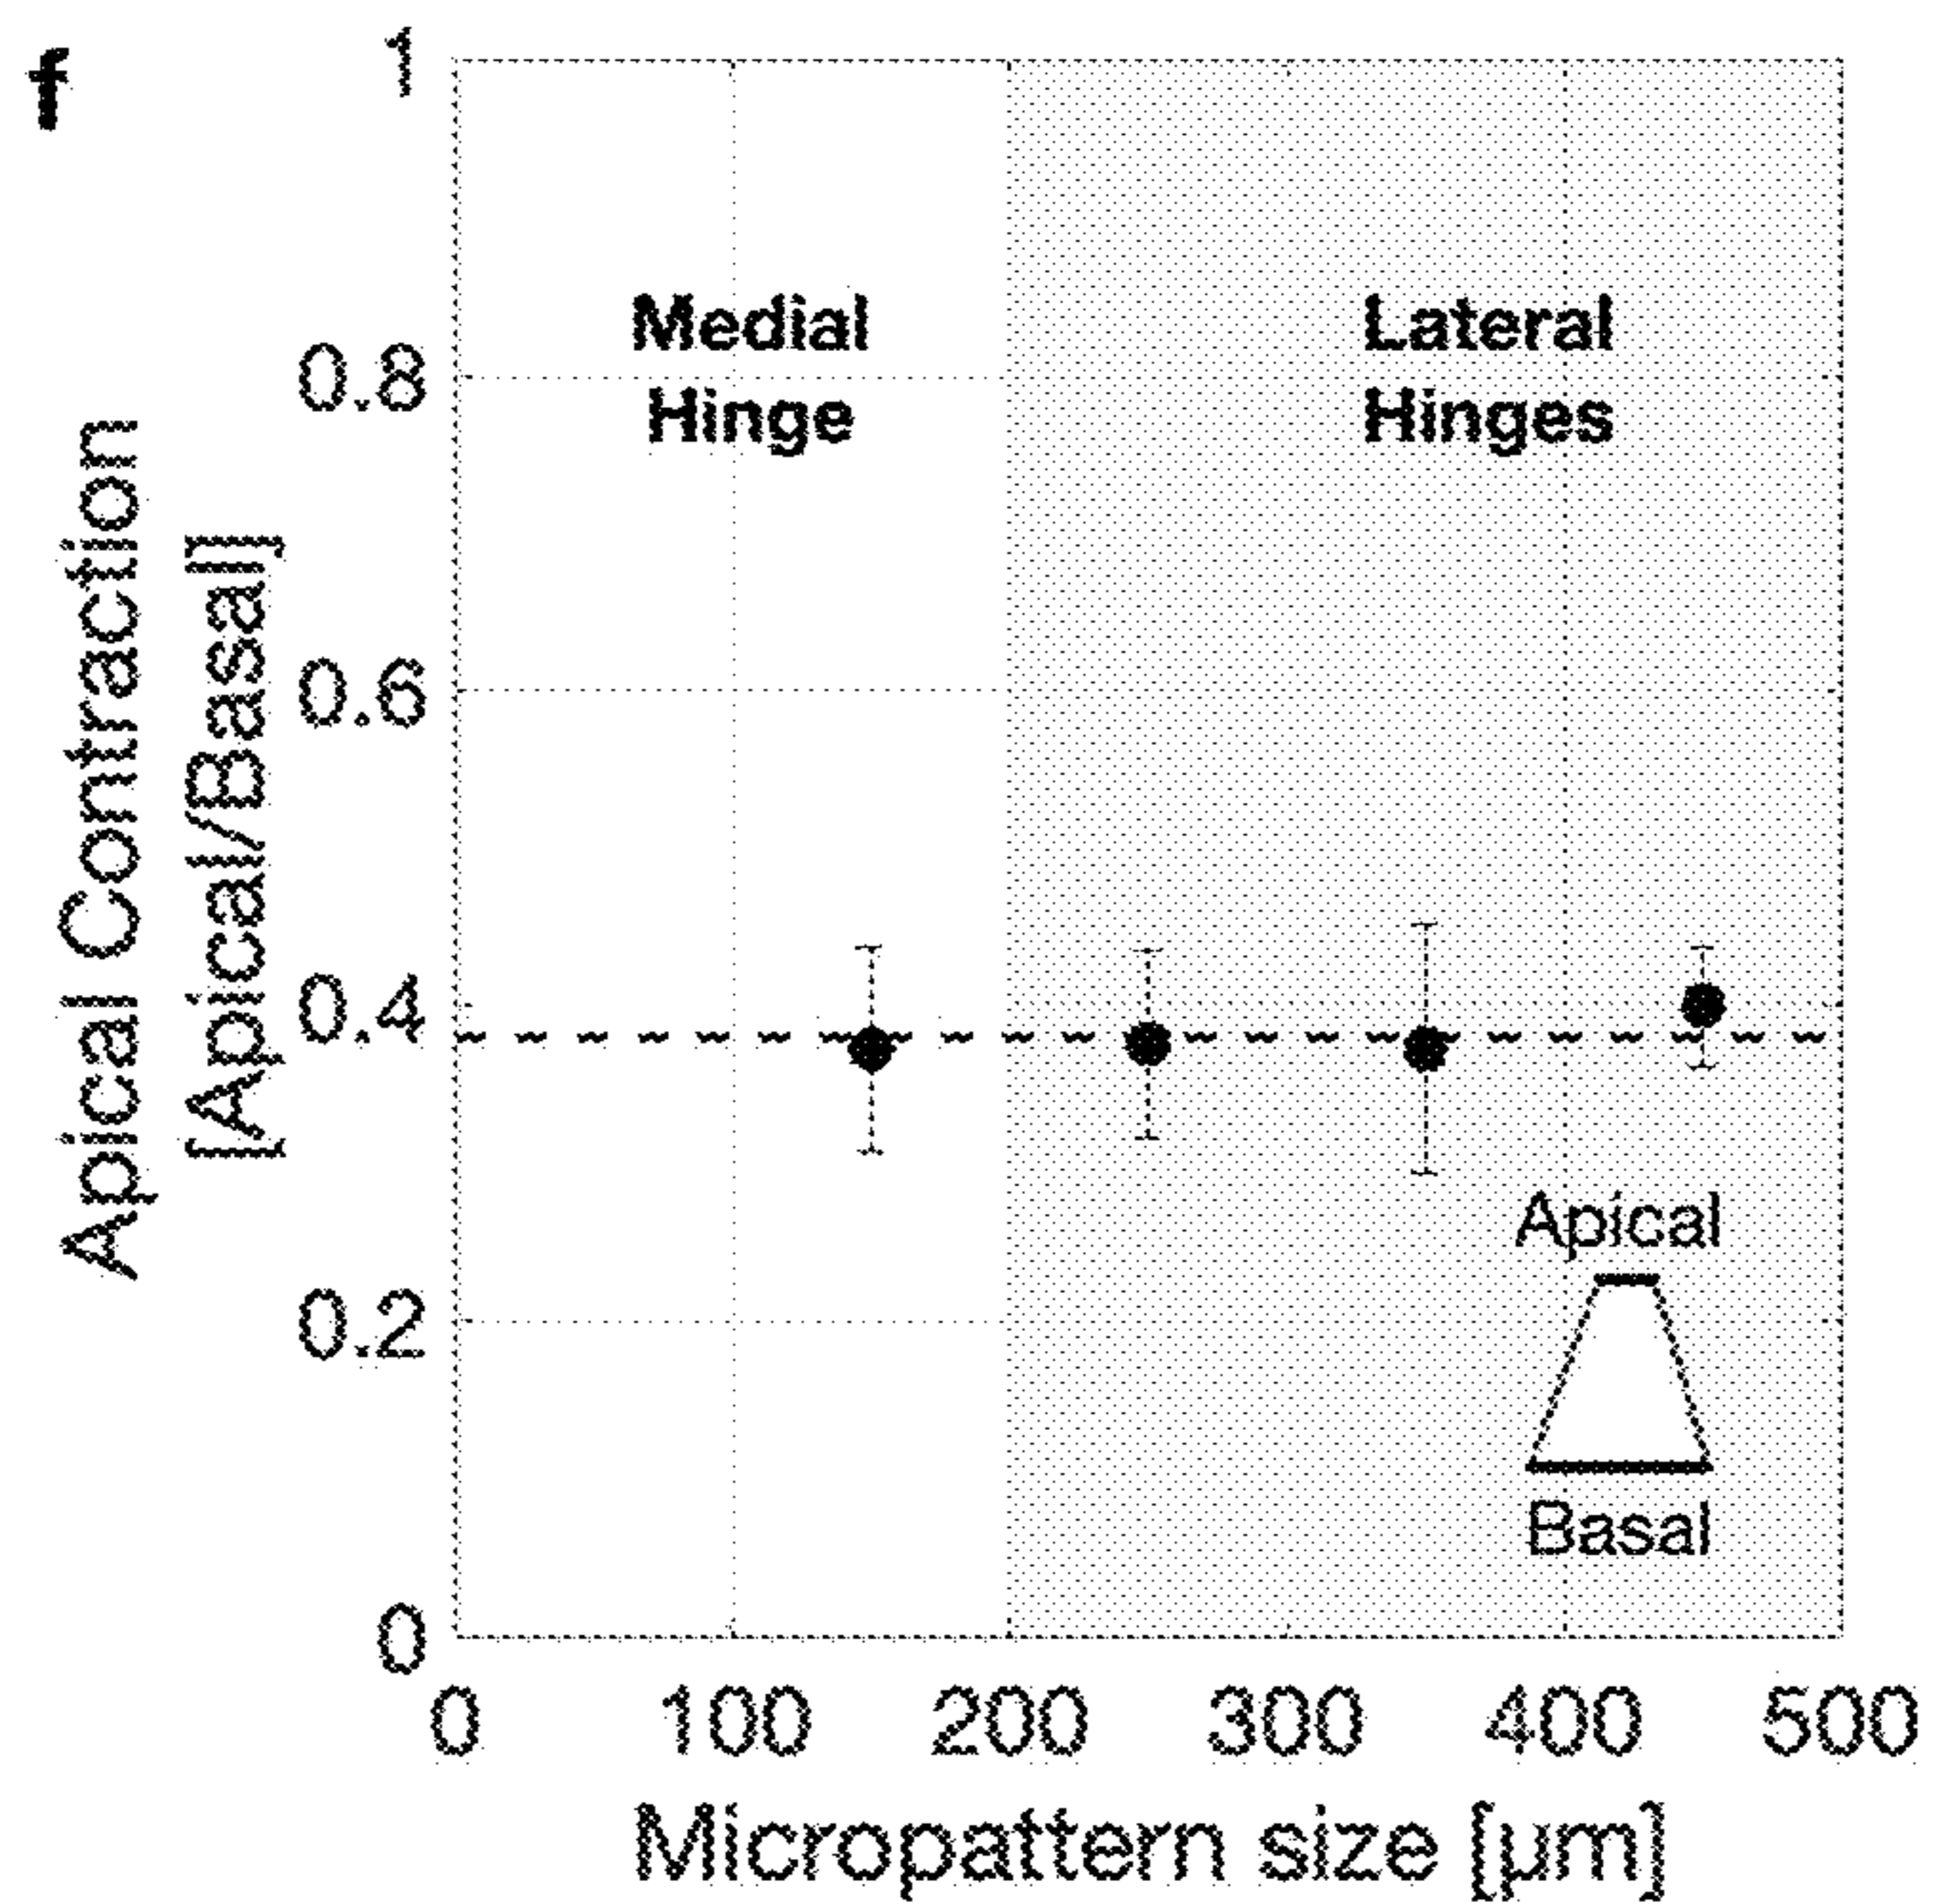 f
1
0.8
0.6
0.4
0.2
0
Apical Contraction
[Apical/Basal]
Medial
Hinge
Lateral
Hinges
Apical
Basal
0 100 200 300 400 500
Micropattern size [µm]